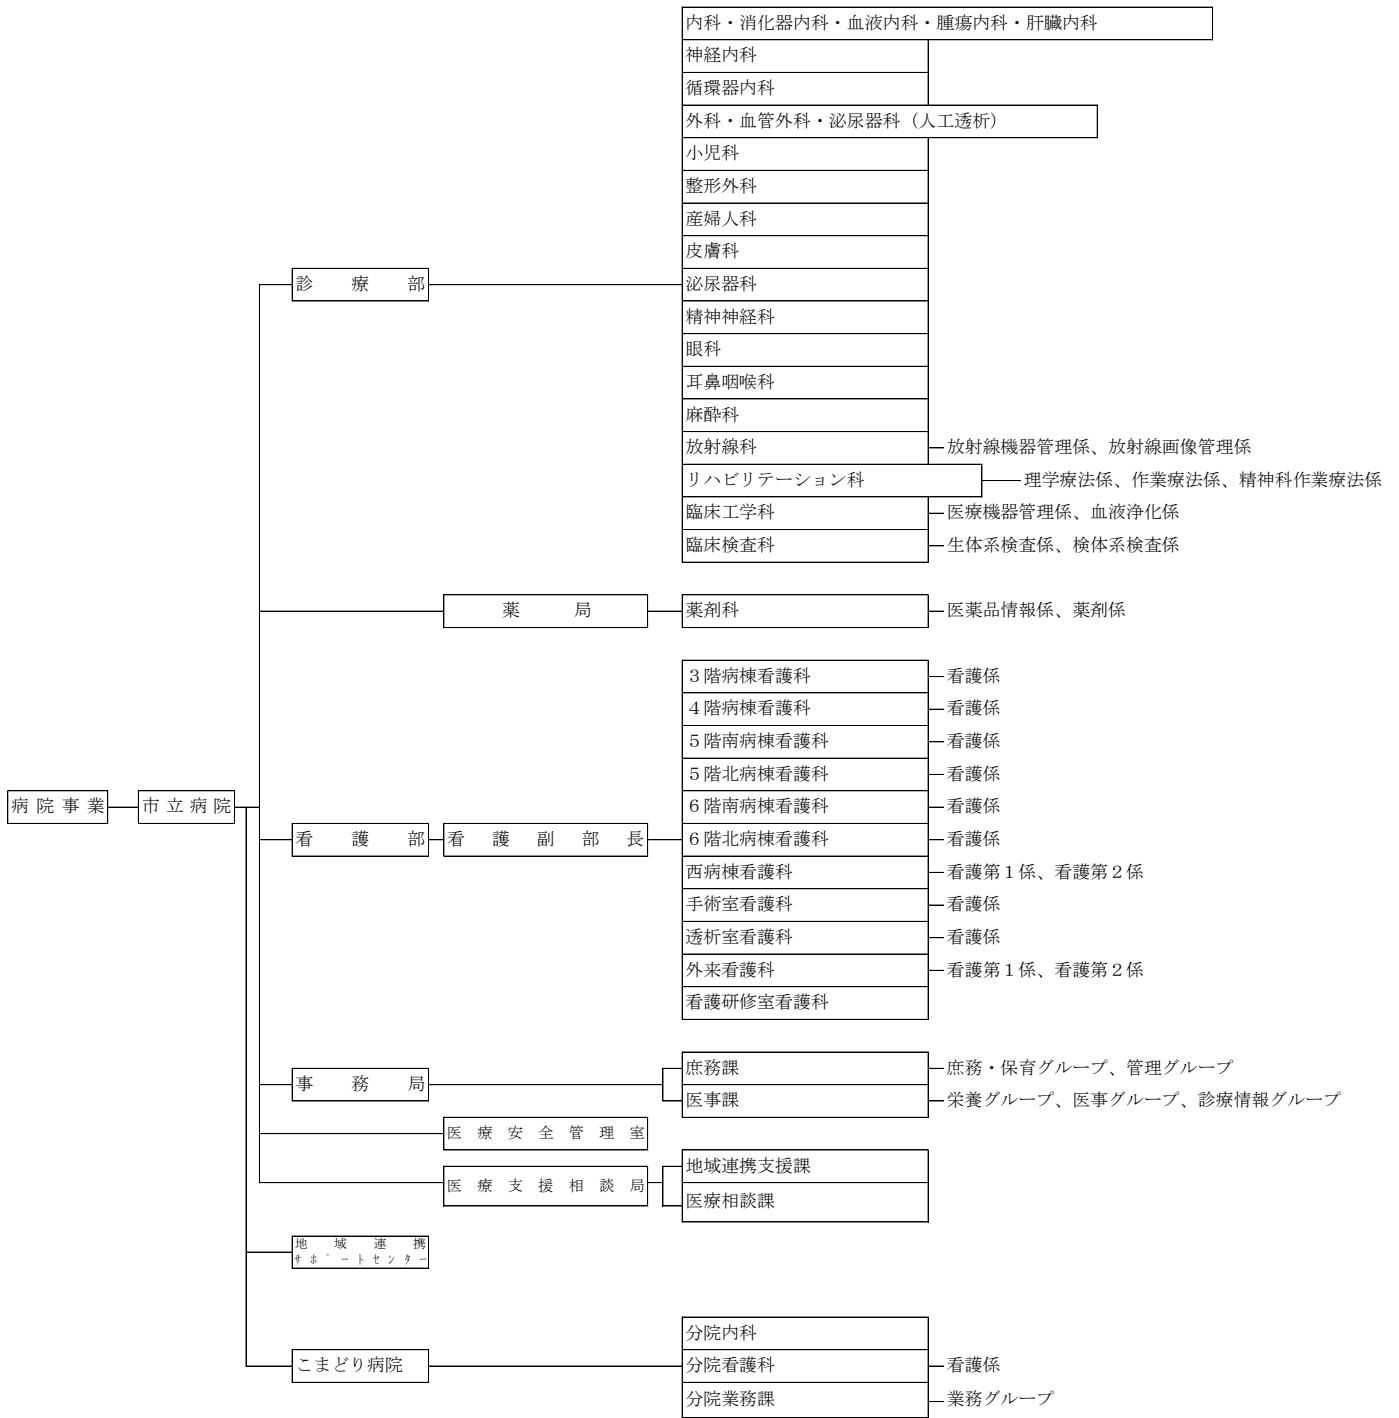 内科・消化器内科・血液内科・腫瘍内科・肝臓内科
神経内科
循環器内科
外科・血管外科・泌尿器科（人工透析）
小児科
整形外科
産婦人科
皮膚科
診療部
泌尿器科
精神神経科
眼科
耳鼻咽喉科
麻酔科
放射線科 放射線機器管理係、放射線画像管理係
リハビリテーション科 理学療法係、作業療法係、精神科作業療法係
臨床工学科 医療機器管理係、血液浄化係
臨床検査科 生体系検査係、検体系検査係
薬局 薬剤科 医薬品情報係、薬剤係
３階病棟看護科 看護係
４階病棟看護科 看護係
５階南病棟看護科 看護係
５階北病棟看護科 看護係
病院事業 市立病院
６階南病棟看護科 看護係
看護部 看護副部長 ６階北病棟看護科 看護係
西病棟看護科 看護第１係、看護第２係
手術室看護科 看護係
透析室看護科 看護係
外来看護科 看護第１係、看護第２係
看護研修室看護科
事務局
庶務課 庶務・保育グループ、管理グループ
医事課 栄養グループ、医事グループ、診療情報グループ
医療安全管理室
医療支援相談局
地域連携支援課
医療相談課
地域連携
ｻﾎﾟｰﾄｾﾝﾀｰ
分院内科
こまどり病院 分院看護科 看護係
分院業務課 業務グループ